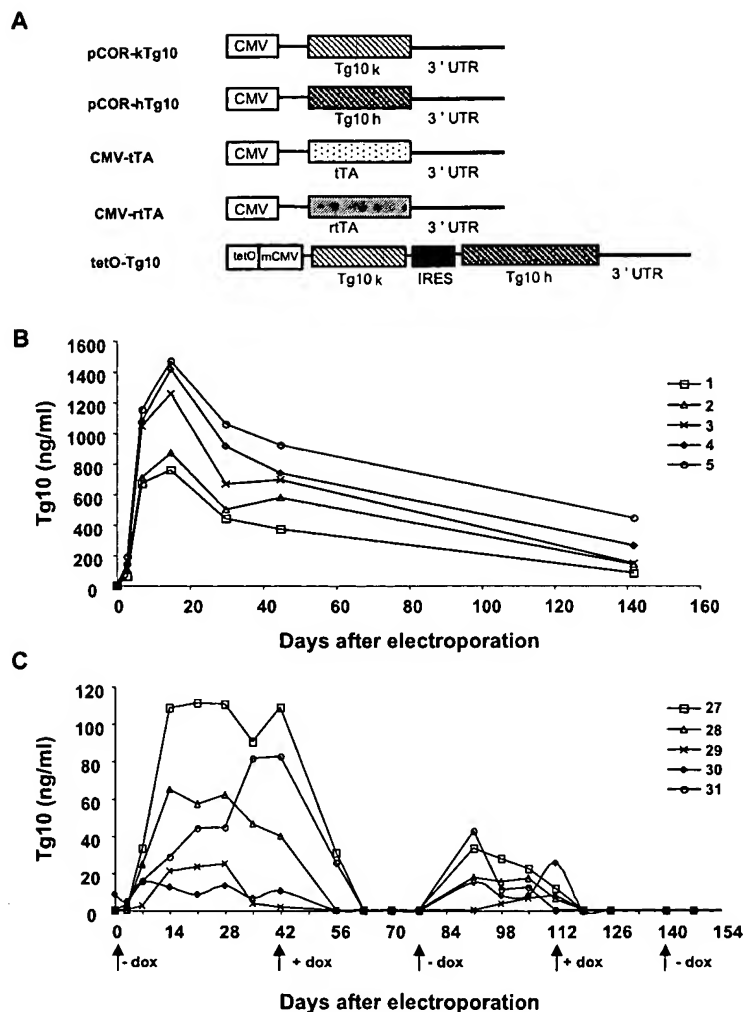 A
pCOR-kTg10
CMV
Tg10 k
3 ' UTR
pCOR-hTg10
CMV
Tg10 h
3 ' UTR
CMV-tTA
CMV
tTA
3 ' UTR
CMV-rtTA
CMV
rtTA
3 ' UTR
tetO-Tg10
tetO
mCMV
Tg10 k
IRES
Tg10 h
3 ' UTR
B
Tg10 (ng/ml)
1600
1400
1200
1000
800
600
400
200
0
0 20 40 60 80 100 120 140 160
Days after electroporation
1
2
3
4
5
C
Tg10 (ng/ml)
120
100
80
60
40
20
0
0 14 28 42 56 70 84 98 112 126 140 154
- dox + dox - dox + dox - dox
Days after electroporation
27
28
29
30
31